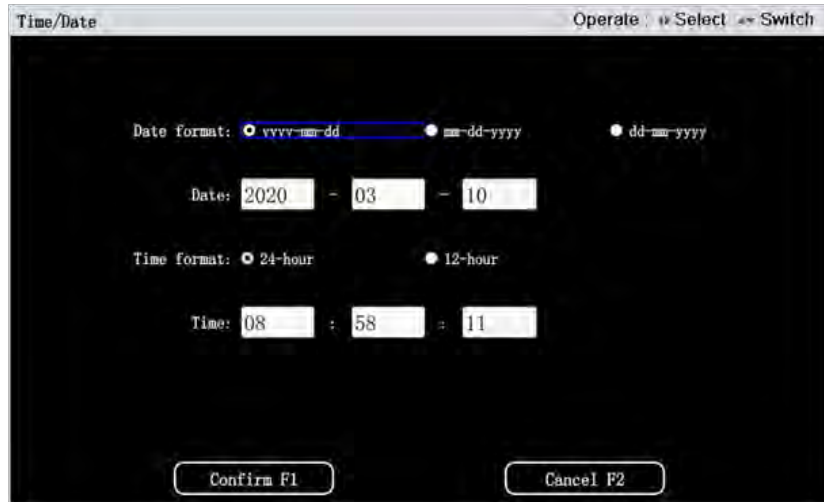 Time/Date Operate : Select Switch
Date format: yyyy-mm-dd mm-dd-yyyy dd-mm-yyyy
Date: 2020 - 03 - 10
Time format: 24-hour 12-hour
Time: 08 : 58 : 11
Confirm F1 Cancel F2